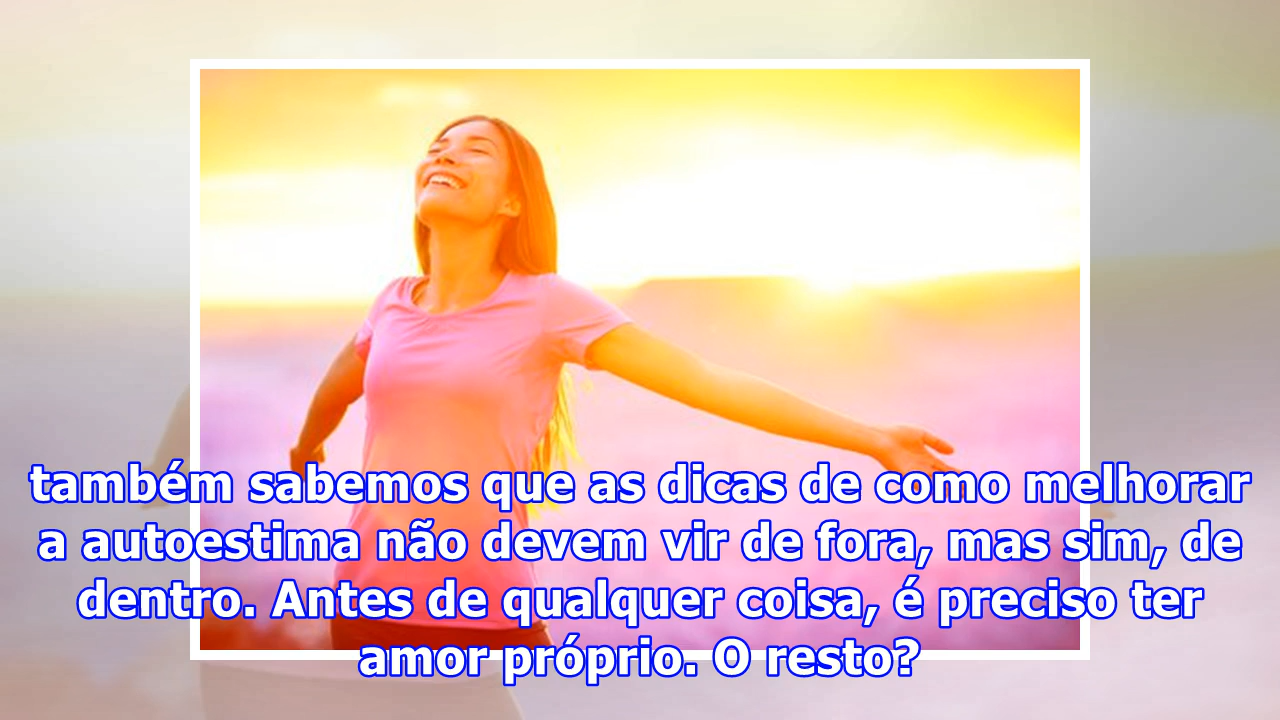 também sabemos que as dicas de como melhorar
a autoestima não devem vir de fora, mas sim, de
dentro. Antes de qualquer coisa, é preciso ter
amor próprio. O resto?